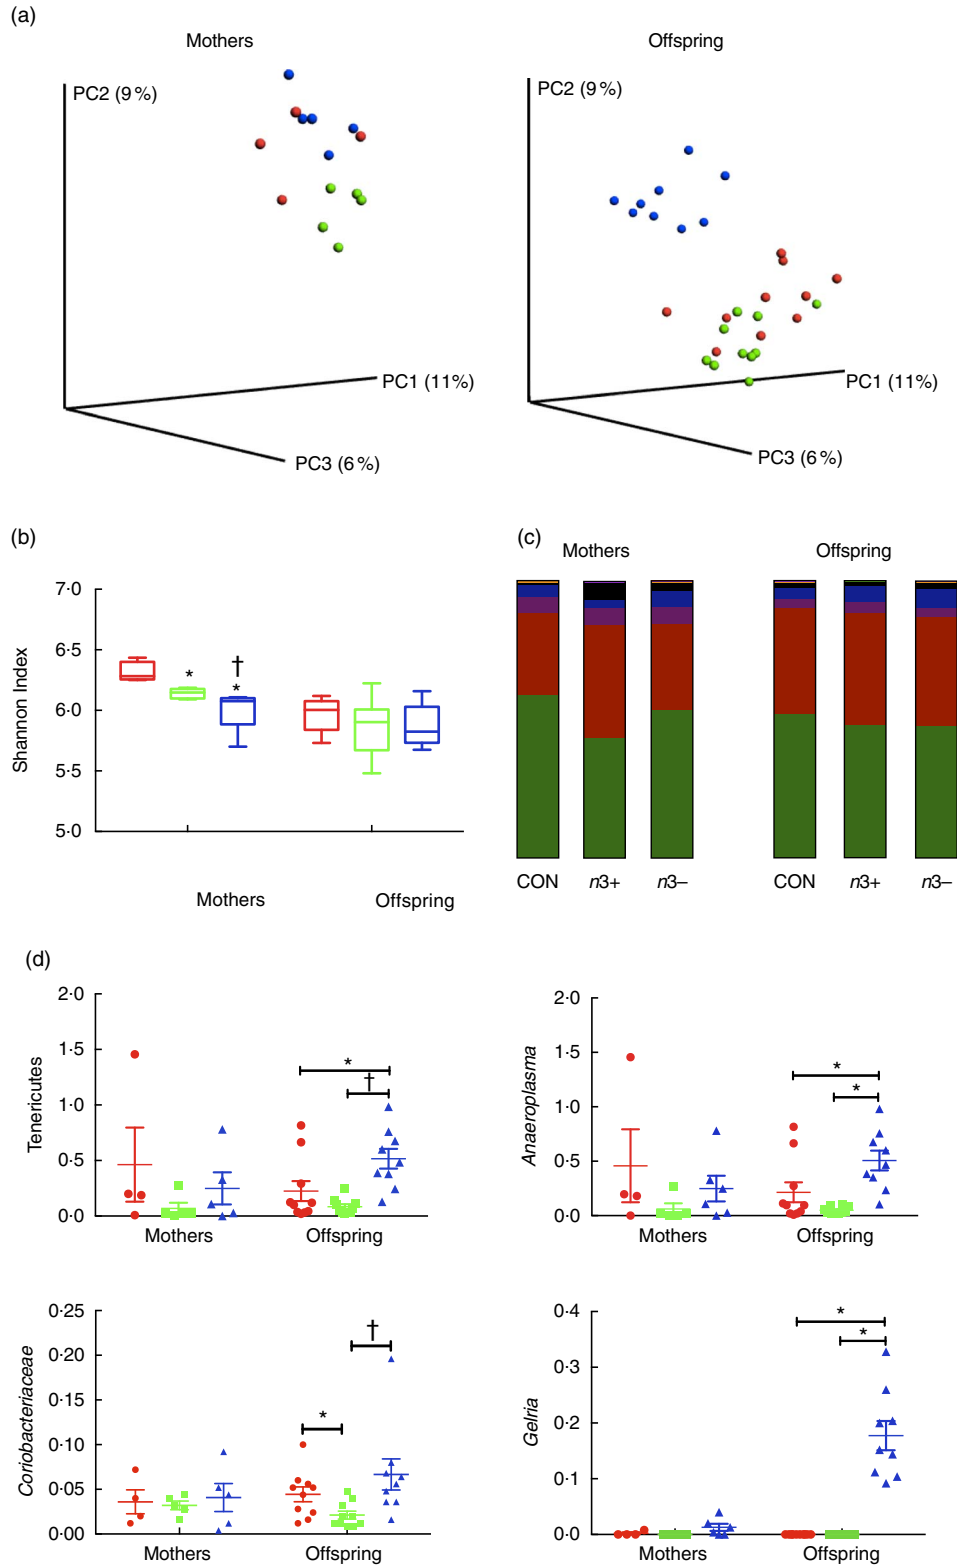 (a)
Mothers
Offspring
PC2 (9 %)
PC1 (11%)
PC3 (6 %)
PC2 (9 %)
PC1 (11%)
PC3 (6 %)
(b)
Shannon Index
7·0
6·5
6·0
5·5
5·0
*
†
*
Mothers
Offspring
(c)
Mothers
Offspring
CON
n3+
n3–
CON
n3+
n3–
(d)
Tenericutes
2·0
1·5
1·0
0·5
0·0
*
†
Mothers
Offspring
Anaeroplasma
2·0
1·5
1·0
0·5
0·0
*
*
Mothers
Offspring
Coriobacteriaceae
0·25
0·20
0·15
0·10
0·05
0·00
*
†
Mothers
Offspring
Gelria
0·4
0·3
0·2
0·1
0·0
*
*
Mothers
Offspring